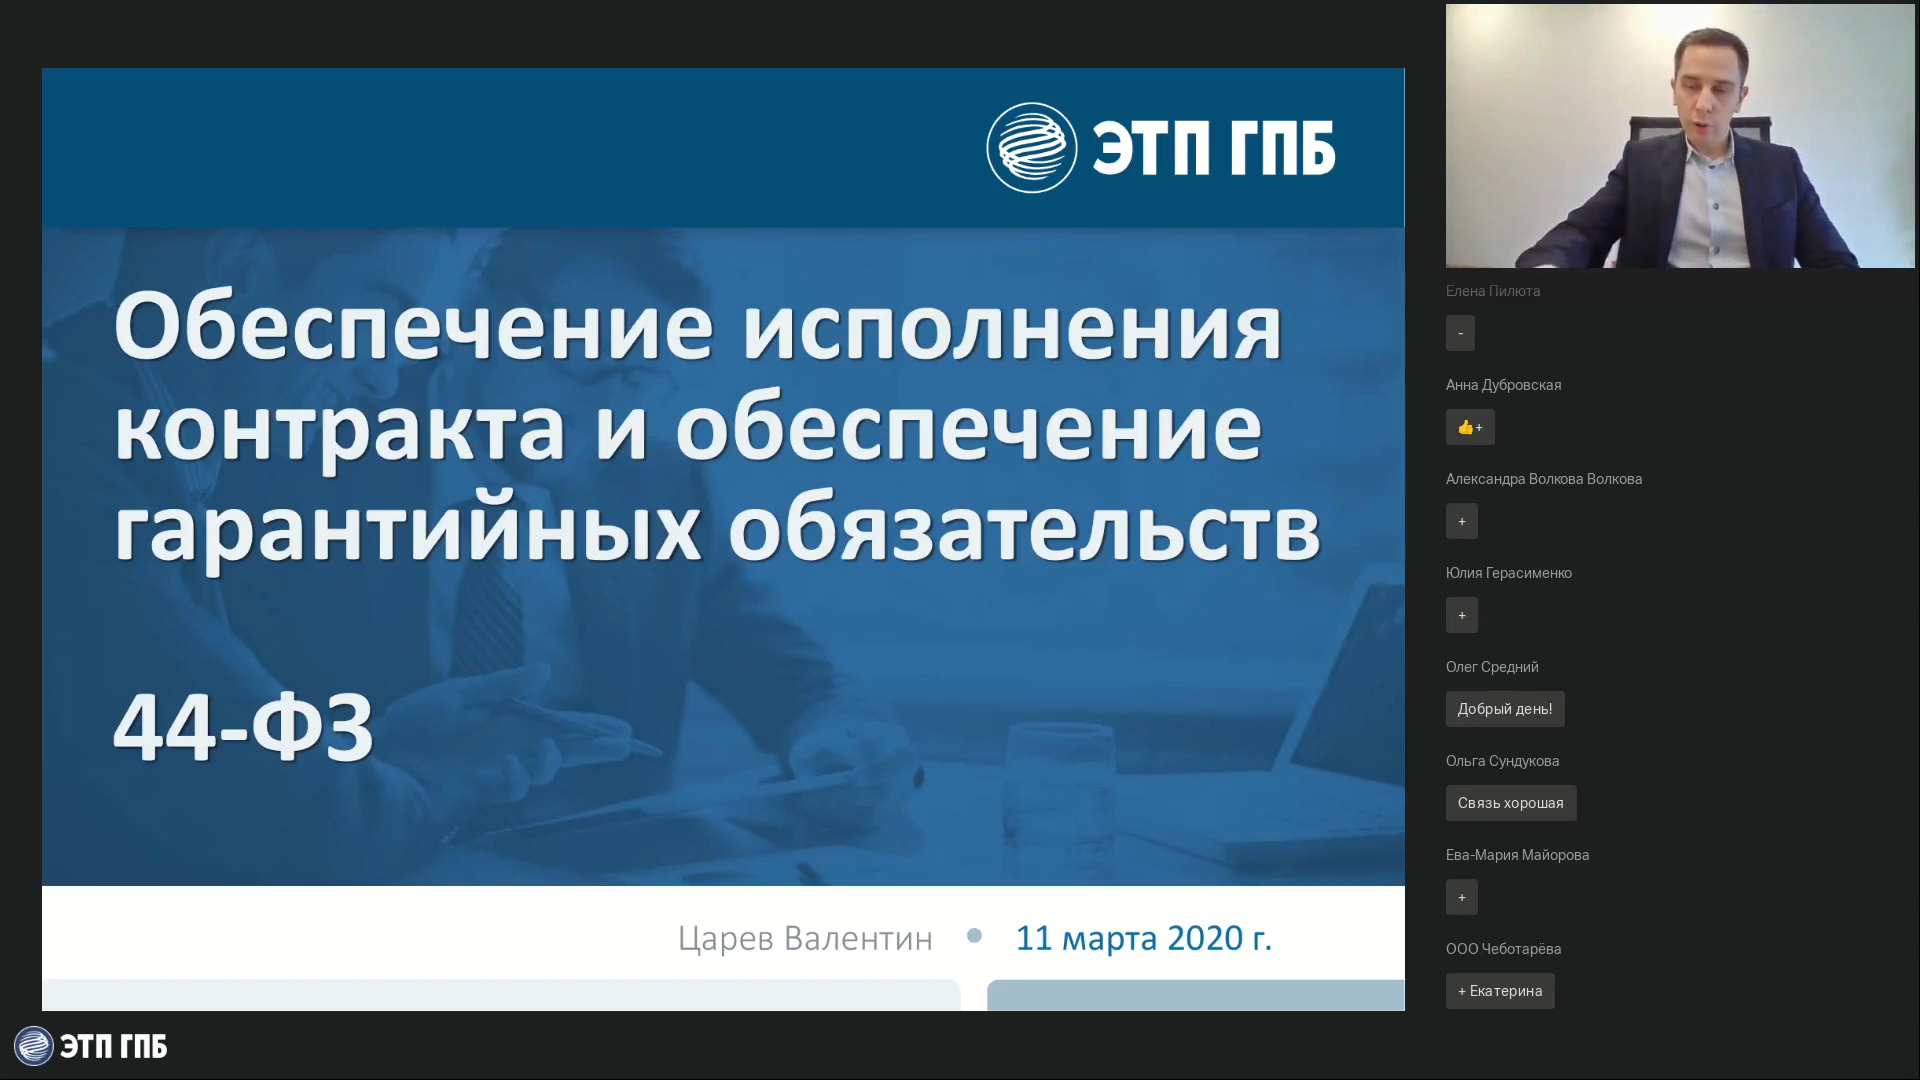 ЭТП ГПБ
Обеспечение исполнения
контракта и обеспечение
гарантийных обязательств
44-ФЗ
Царев Валентин • 11 марта 2020 г.
ЭТП ГПБ
Елена Пилюта
-
Анна Дубровская
👍+
Александра Волкова Волкова
+
Юлия Герасименко
+
Олег Средний
Добрый день!
Ольга Сундукова
Связь хорошая
Ева-Мария Майорова
+
ООО Чеботарёва
+ Екатерина